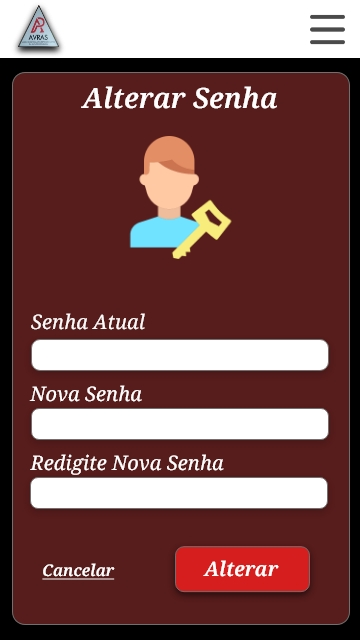 AVRAS
Alterar Senha
Senha Atual
Nova Senha
Redigite Nova Senha
Cancelar
Alterar